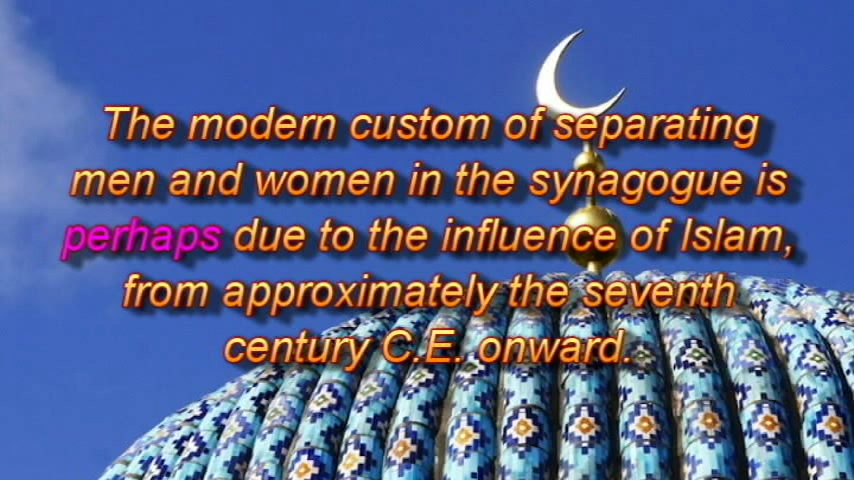 The modern custom of separating
men and women in the synagogue is
perhaps due to the influence of Islam,
from approximately the seventh
century C.E. onward.